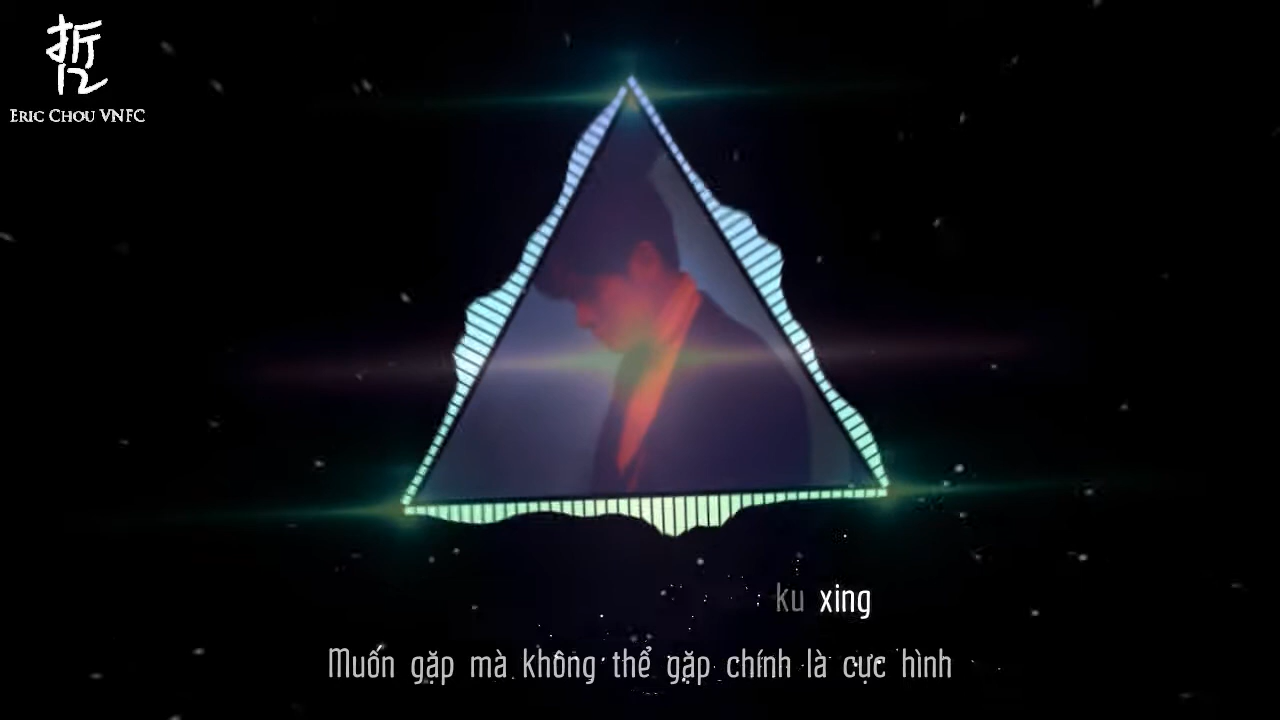 哲
Eric Chou VNFC
ku xing
Muốn gặp mà không thể gặp chính là cực hình